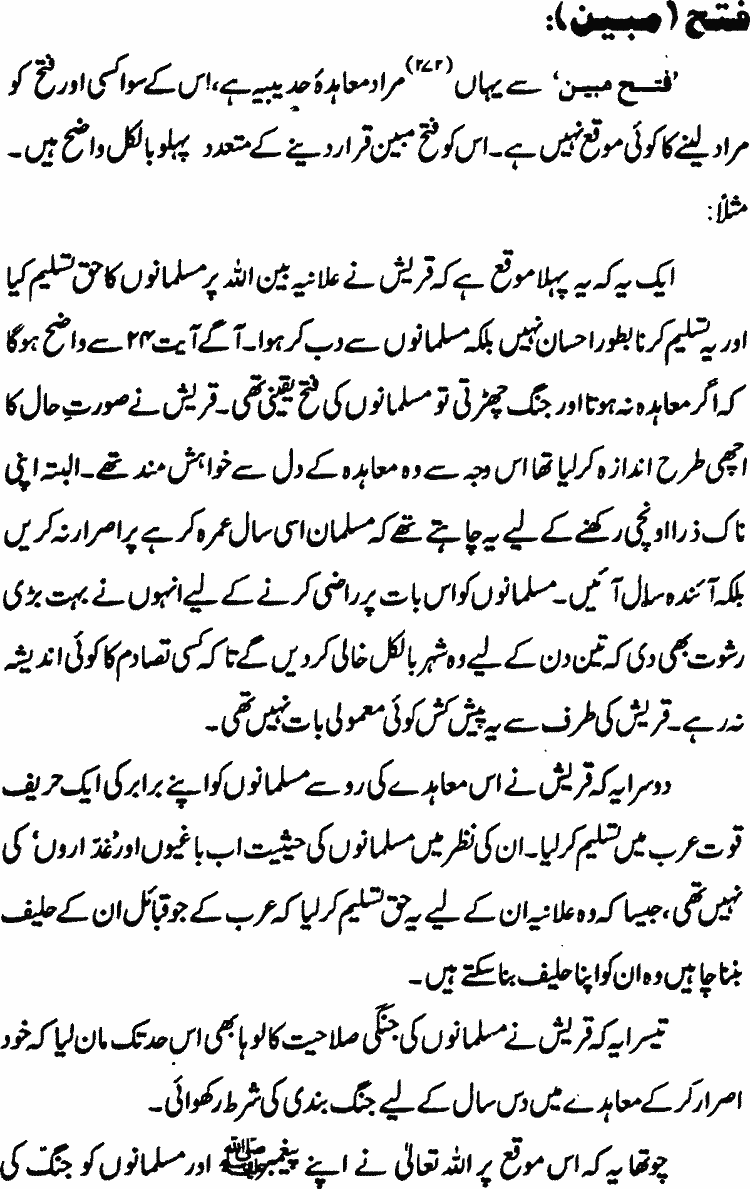 فتح (مبین):
’فتح مبین‘ سے یہاں (۲۷۲) مراد معاہدۂ حدیبیہ ہے، اس کے سوا کسی اور فتح کو
مراد لینے کا کوئی موقع نہیں ہے۔ اس کو فتح مبین قرار دینے کے متعدد پہلو بالکل واضح ہیں۔
مثلاً:
ایک یہ کہ یہ پہلا موقع ہے کہ قریش نے علانیہ بین اللہ پر مسلمانوں کا حق تسلیم کیا
اور یہ تسلیم کرنا بطور احسان نہیں بلکہ مسلمانوں سے دب کر ہوا۔ آگے آیت ۲۴ سے واضح ہوگا
کہ اگر معاہدہ نہ ہوتا اور جنگ چھڑتی تو مسلمانوں کی فتح یقینی تھی۔ قریش نے صورتِ حال کا
اچھی طرح اندازہ کرلیا تھا اس وجہ سے وہ معاہدہ کے دل سے خواہش مند تھے۔ البتہ اپنی
ناک ذرا اونچی رکھنے کے لیے یہ چاہتے تھے کہ مسلمان اسی سال عمرہ کرہے پر اصرار نہ کریں
بلکہ آئندہ سال آئیں۔ مسلمانوں کو اس بات پر راضی کرنے کے لیے انہوں نے بہت بڑی
رشوت بھی دی کہ تین دن کے لیے وہ شہر بالکل خالی کر دیں گے تاکہ کسی تصادم کا کوئی اندیشہ
نہ رہے۔ قریش کی طرف سے یہ پیش کش کوئی معمولی بات نہیں تھی۔
دوسرا یہ کہ قریش نے اس معاہدے کی رو سے مسلمانوں کو اپنے برابر کی ایک حریف
قوت عرب میں تسلیم کرلیا۔ ان کی نظر میں مسلمانوں کی حیثیت اب باغیوں اور ’غدّاروں‘ کی
نہیں تھی، جیسا کہ وہ علانیہ ان کے لیے یہ حق تسلیم کرلیا کہ عرب کے جو قبائل ان کے حلیف
بننا چاہیں وہ ان کو اپنا حلیف بنا سکتے ہیں۔
تیسرا یہ کہ قریش نے مسلمانوں کی جنگی صلاحیت کا لوہا بھی اس حد تک مان لیا کہ خود
اصرار کر کے معاہدے میں دس سال کے لیے جنگ بندی کی شرط رکھوائی۔
چوتھا یہ کہ اس موقع پر اللہ تعالیٰ نے اپنے پیغمبر ﷺ اور مسلمانوں کو جنگ کی